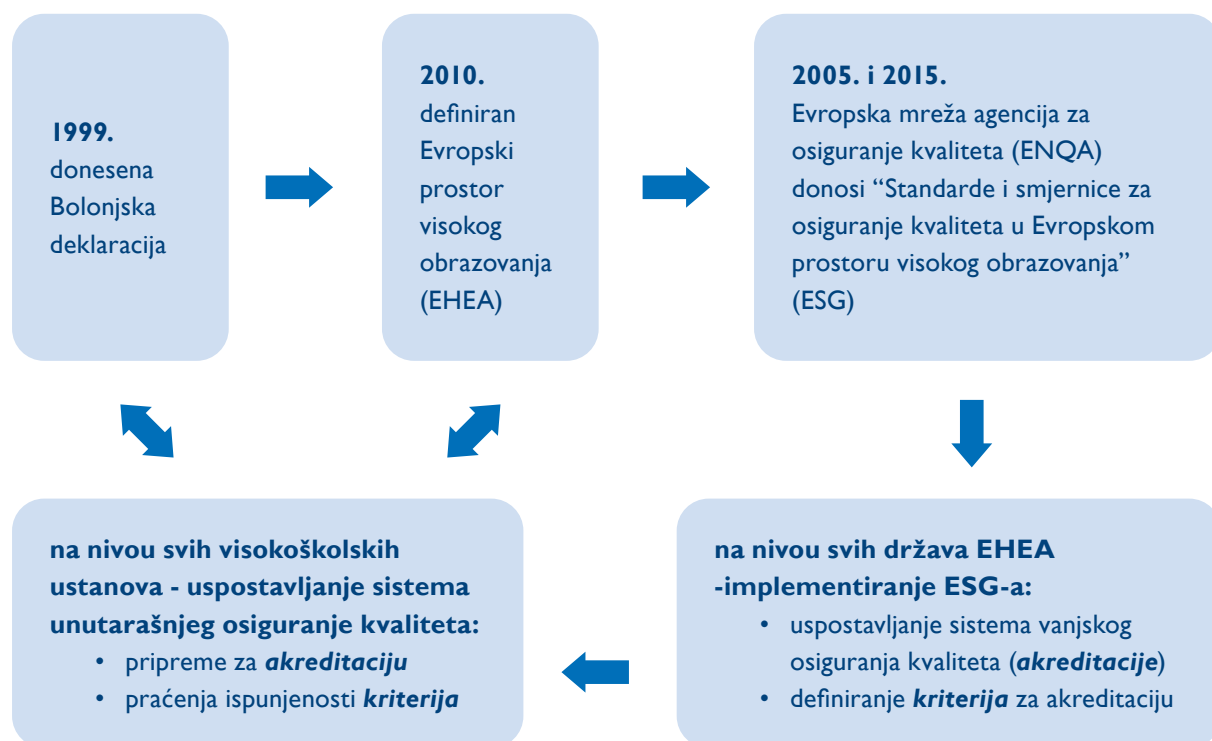 1999.
donesena
Bolonjska
deklaracija
2010.
definiran
Evropski
prostor
visokog
obrazovanja
(EHEA)
2005. i 2015.
Evropska mreža agencija za
osiguranje kvaliteta (ENQA)
donosi “Standarde i smjernice za
osiguranje kvaliteta u Evropskom
prostoru visokog obrazovanja”
(ESG)
na nivou svih visokoškolskih
ustanova - uspostavljanje sistema
unutarašnjeg osiguranje kvaliteta:
• pripreme za akreditaciju
• praćenja ispunjenosti kriterija
na nivou svih država EHEA
-implementiranje ESG-a:
• uspostavljanje sistema vanjskog
osiguranja kvaliteta (akreditacije)
• definiranje kriterija za akreditaciju